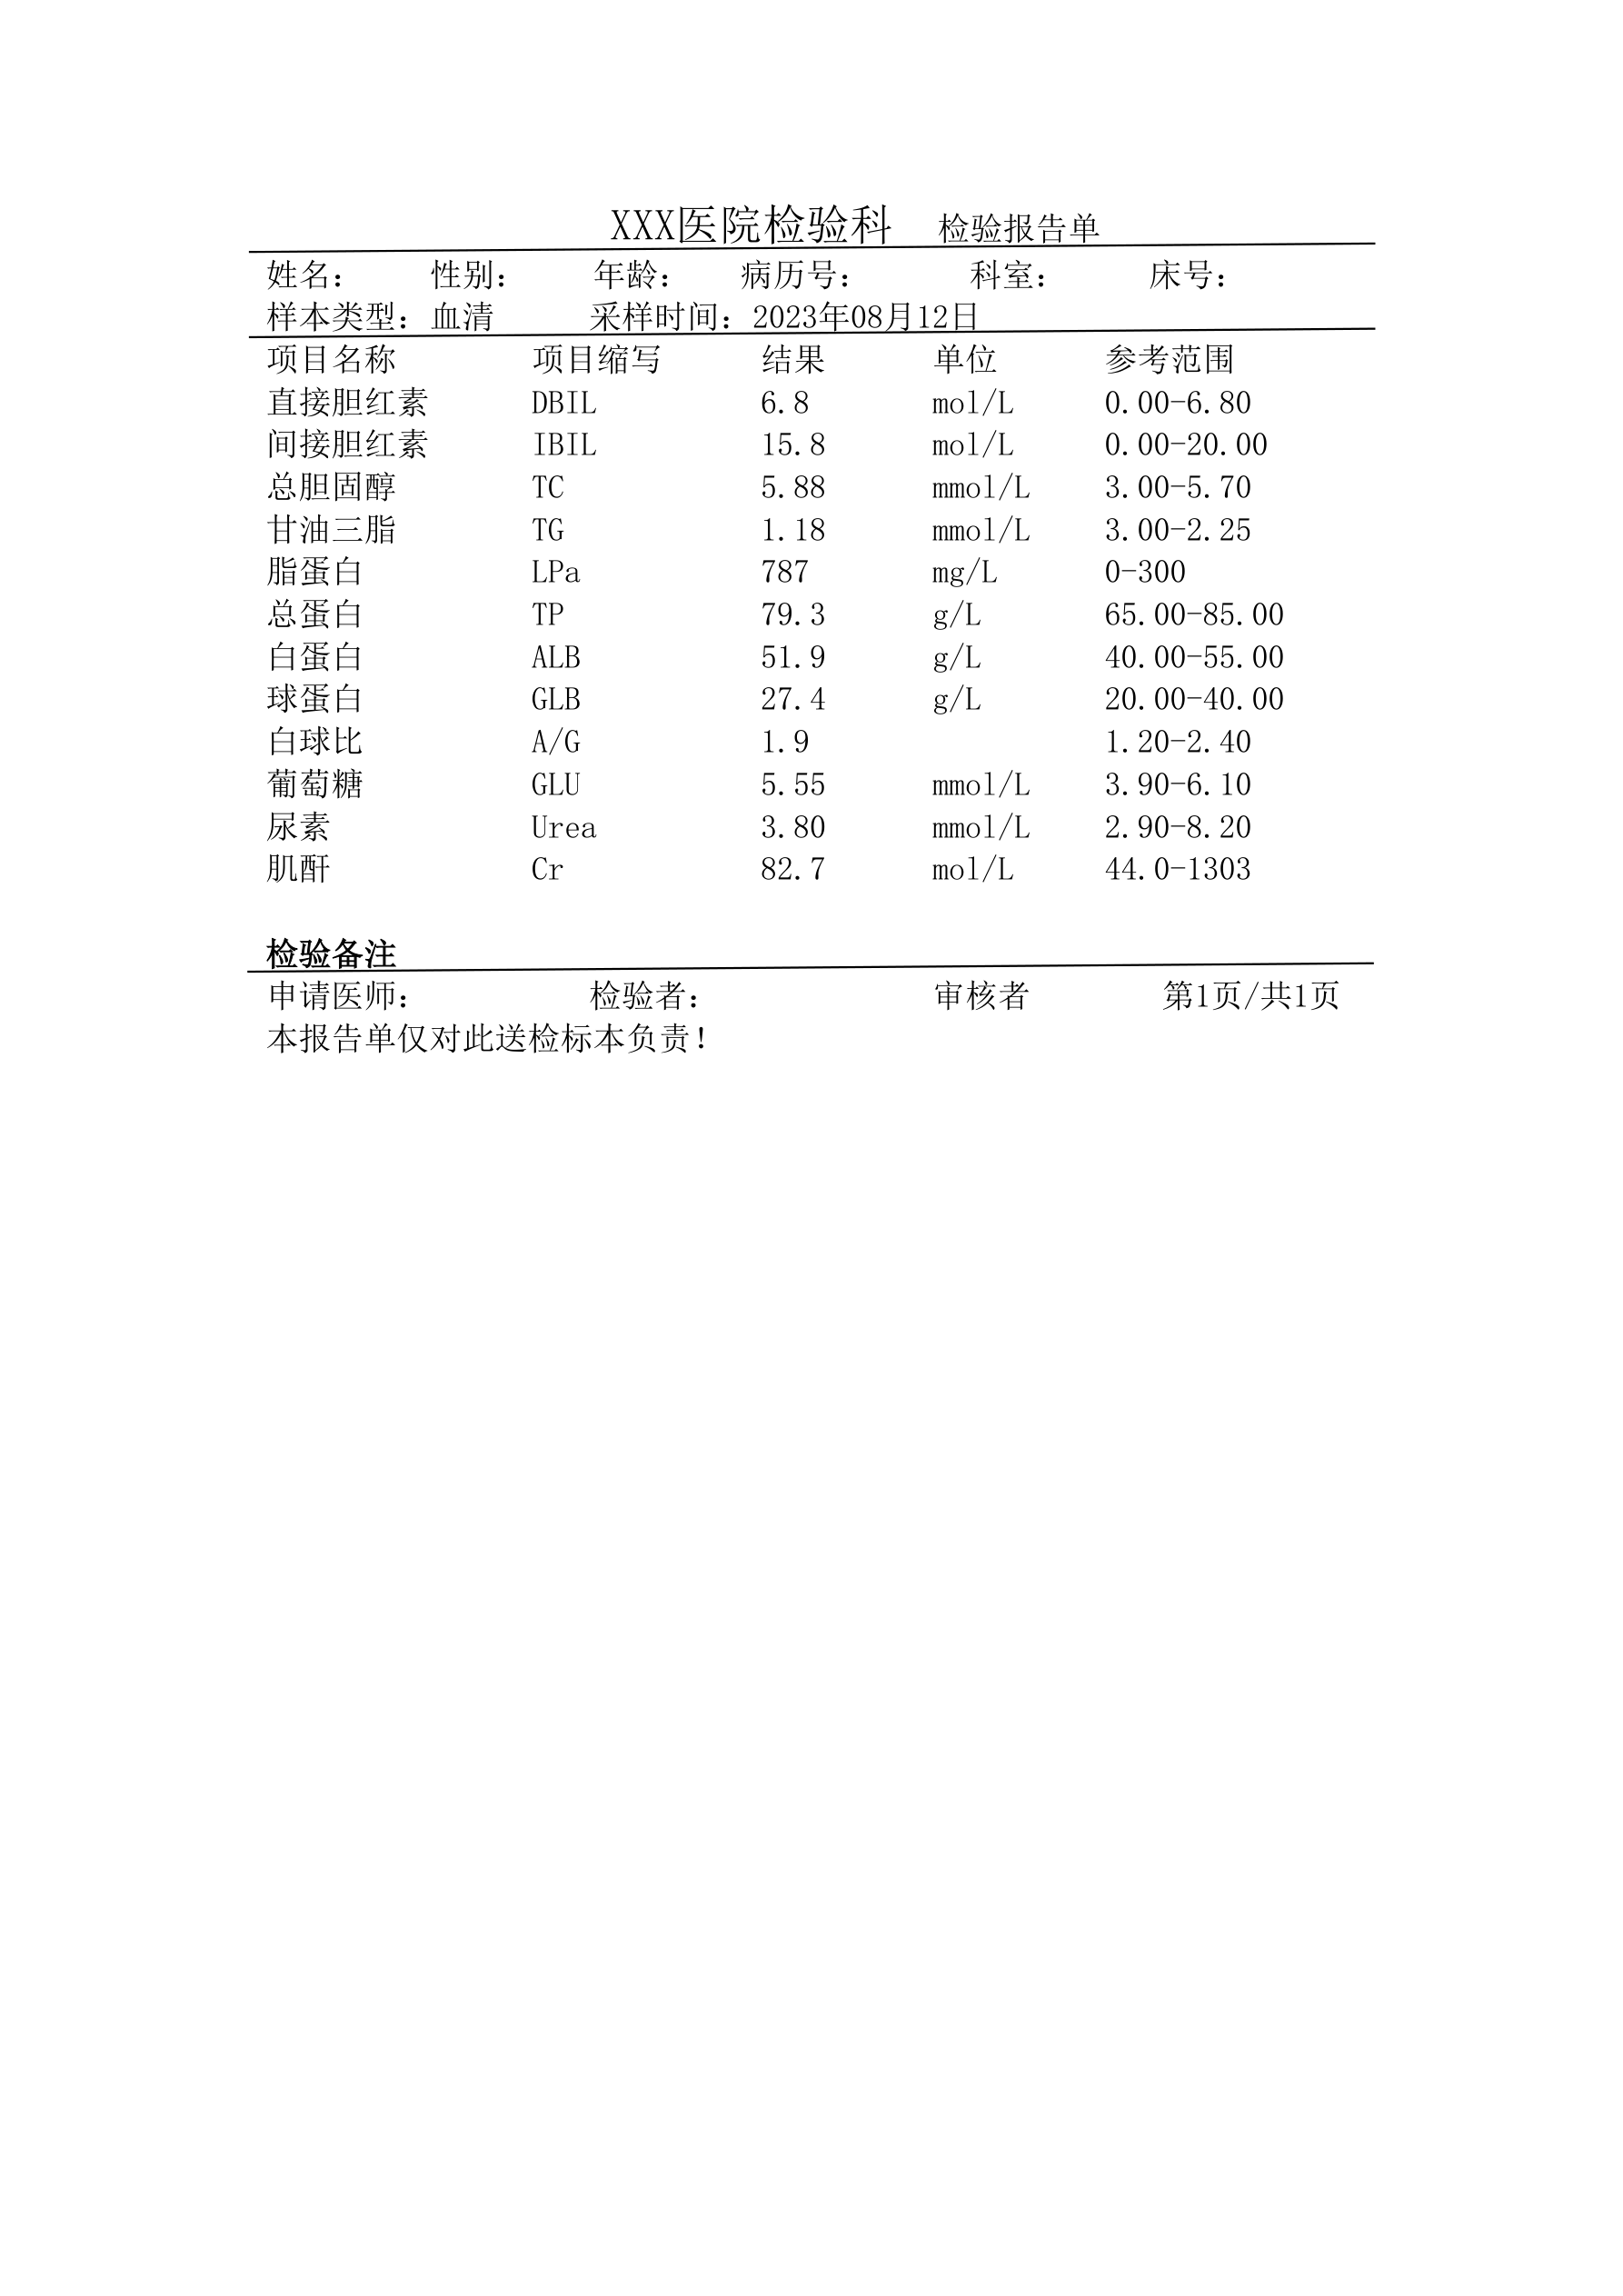 XXX医院检验科 检验报告单
姓名： 性别： 年龄： 病历号： 科室： 床号：
样本类型：血清 采样时间：2023年08月12日
项目名称 项目缩写 结果 单位 参考范围
直接胆红素 DBIL 6.8 mol/L 0.00-6.80
间接胆红素 IBIL 15.8 mol/L 0.00-20.00
总胆固醇 TC 5.88 mmol/L 3.00-5.70
甘油三脂 TG 1.18 mmol/L 3.00-2.25
脂蛋白 LPa 787 mg/L 0-300
总蛋白 TP 79.3 g/L 65.00-85.00
白蛋白 ALB 51.9 g/L 40.00-55.00
球蛋白 GLB 27.4 g/L 20.00-40.00
白球比 A/G 1.9 1.20-2.40
葡萄糖 GLU 5.55 mmol/L 3.90-6.10
尿素 Urea 3.80 mmol/L 2.90-8.20
肌酐 Cr 82.7 mol/L 44.0-1303
检验备注
申请医师： 检验者： 审核者 第1页/共1页
本报告单仅对此送检标本负责！